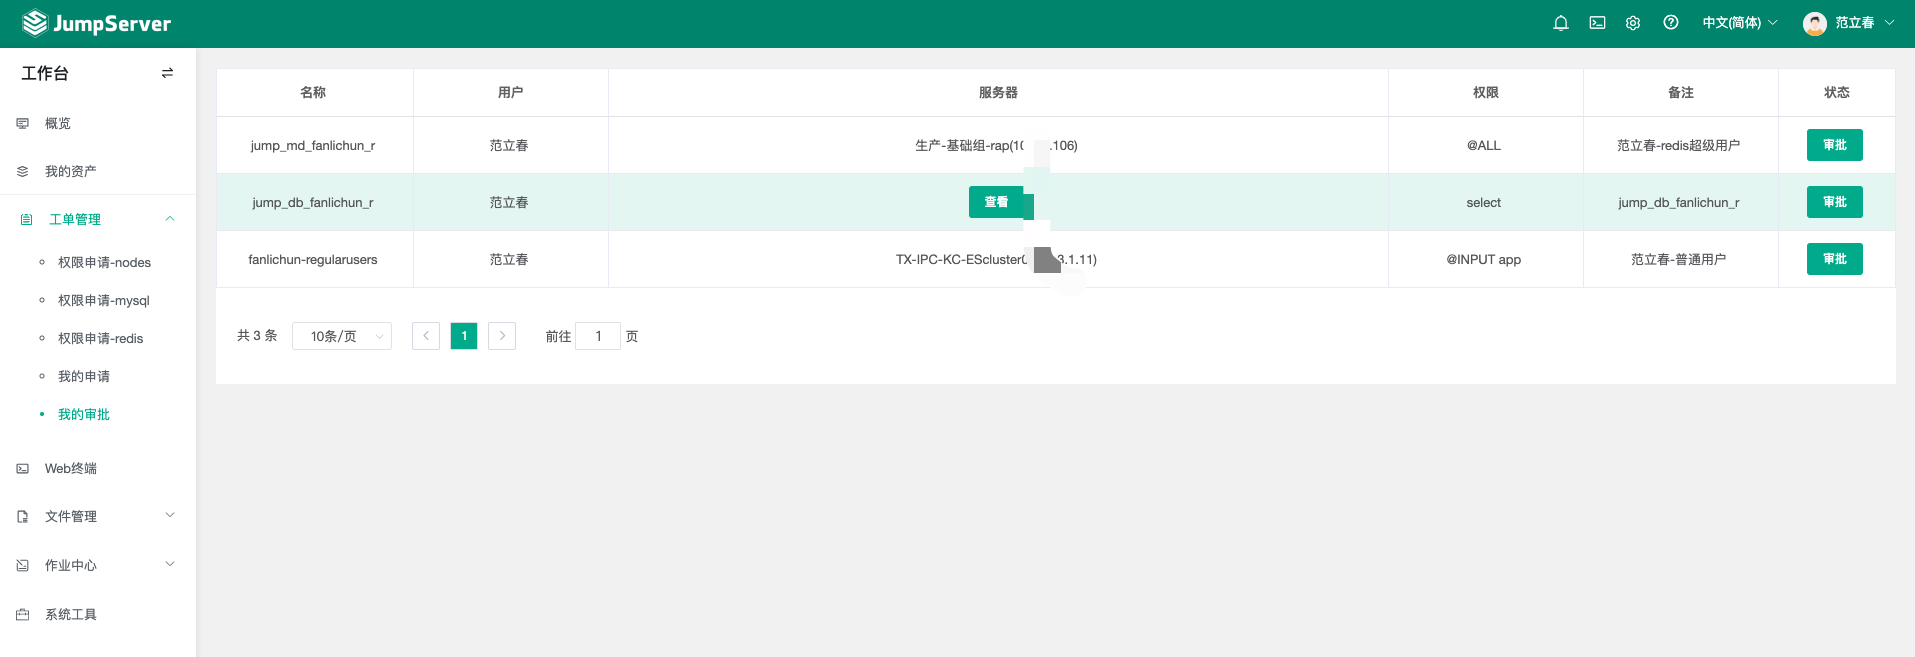 JumpServer
中文(简体)
范立春
工作台
概览
我的资产
工单管理
权限申请-nodes
权限申请-mysql
权限申请-redis
我的申请
我的审批
Web终端
文件管理
作业中心
系统工具
名称 用户 服务器 权限 备注 状态
jump_md_fanlichun_r 范立春 生产-基础组-rap(10 .106) @ALL 范立春-redis超级用户 审批
jump_db_fanlichun_r 范立春 查看 select jump_db_fanlichun_r 审批
fanlichun-regularusers 范立春 TX-IPC-KC-EScluster 3.1.11) @INPUT app 范立春-普通用户 审批
共 3 条 10条/页 1 前往 1 页